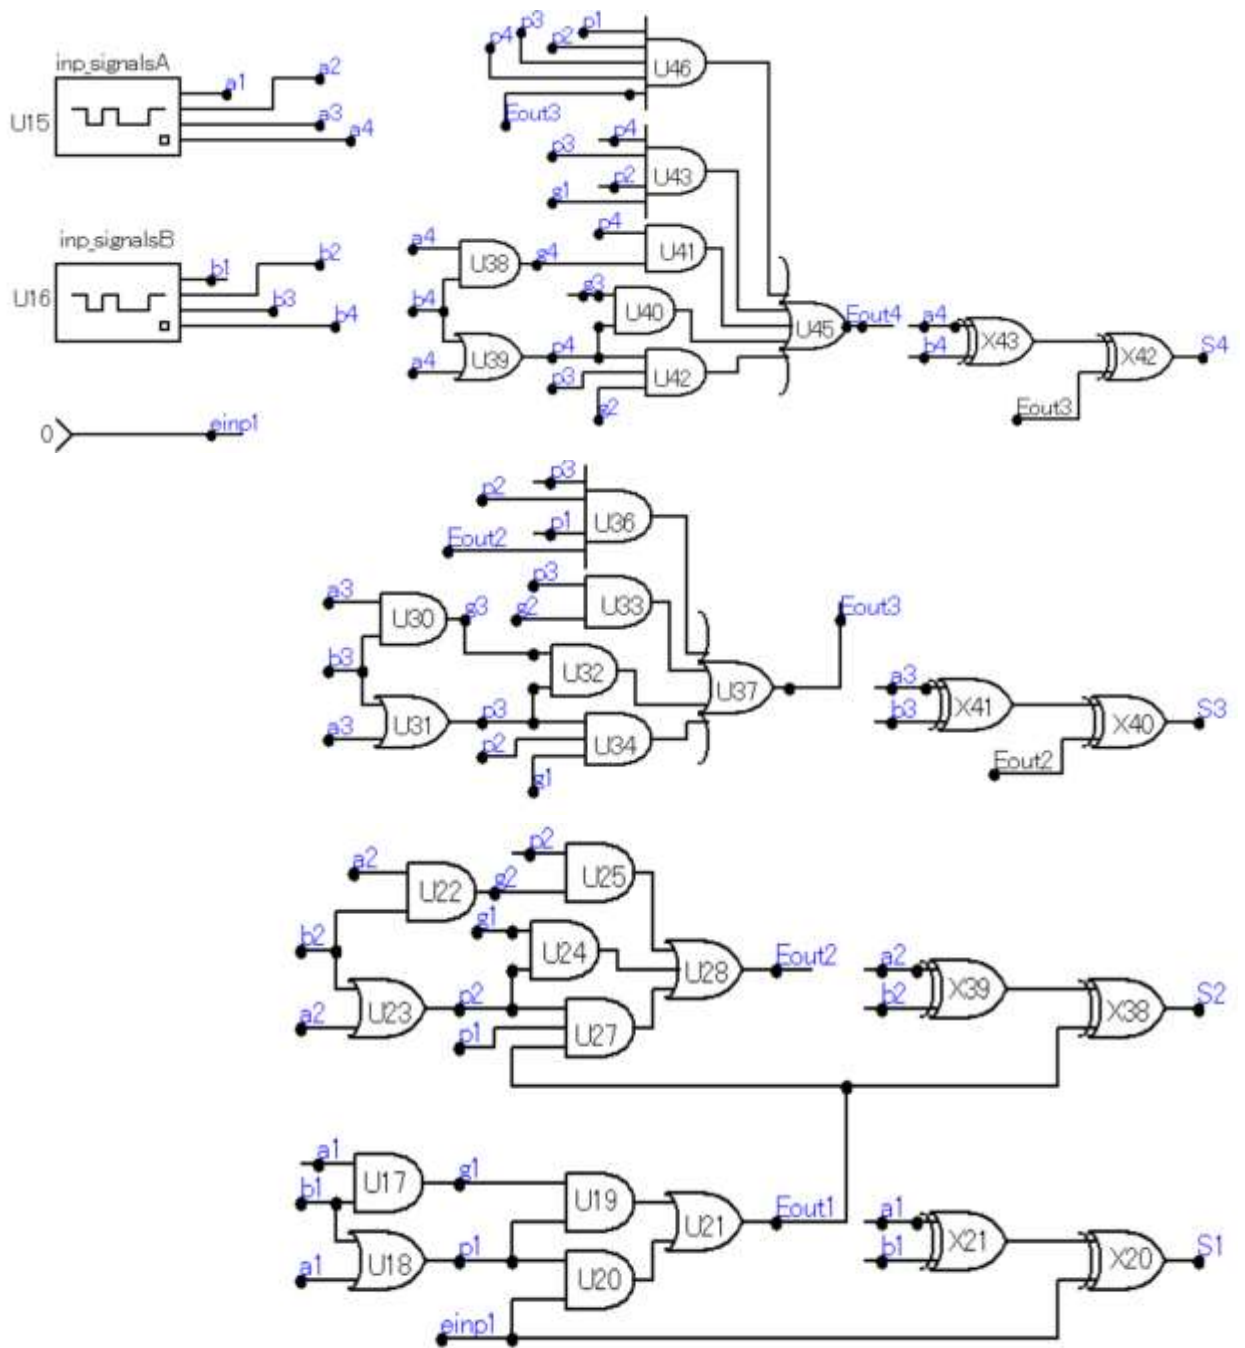 inp_signalsA
U15
a1
a2
a3
a4
inp_signalsB
U16
b1
b2
b3
b4
0
einp1
p1
p3
p2
p4
U46
Eout3
p4
p3
U43
p2
g1
p4
U41
a4
U38
g4
b4
g3
U40
a4
U39
p4
p3
U42
g2
U45
Eout4
a4
X43
b4
X42
S4
Eout3
p3
p2
U36
p1
Eout2
p3
U33
g2
a3
U30
g3
b3
U32
a3
U31
p3
p2
U34
g1
U37
Eout3
a3
X41
b3
X40
S3
Eout2
p2
U25
a2
U22
g2
g1
U24
b2
a2
U23
p2
p1
U27
U28
Eout2
a2
X39
b2
X38
S2
a1
U17
g1
b1
U19
a1
U18
p1
U20
einp1
U21
Eout1
a1
X21
b1
X20
S1